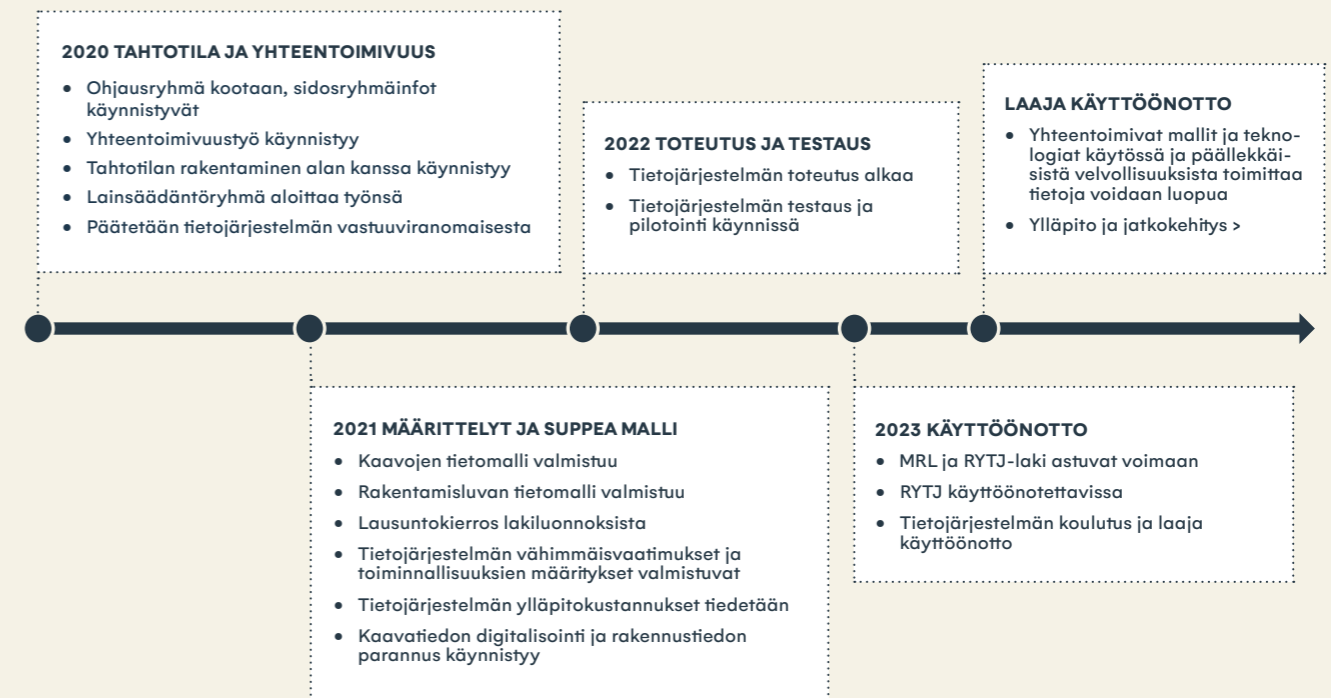 2020 TAHTOTILA JA YHTEENTOIMIVUUS
• Ohjausryhmä kootaan, sidosryhmäinfot
käynnistyvät
• Yhteentoimivuustyö käynnistyy
• Tahtotilan rakentaminen alan kanssa käynnistyy
• Lainsäädäntöryhmä aloittaa työnsä
• Päätetään tietojärjestelmän vastuuviranomaisesta
2021 MÄÄRITTELYT JA SUPPEA MALLI
• Kaavojen tietomalli valmistuu
• Rakentamisluvan tietomalli valmistuu
• Lausuntokierros lakiluonnoksista
• Tietojärjestelmän vähimmäisvaatimukset ja
toiminnallisuuksien määritykset valmistuvat
• Tietojärjestelmän ylläpitokustannukset tiedetään
• Kaavatiedon digitalisointi ja rakennustiedon
parannus käynnistyy
2022 TOTEUTUS JA TESTAUS
• Tietojärjestelmän toteutus alkaa
• Tietojärjestelmän testaus ja
pilotointi käynnissä
2023 KÄYTTÖÖNOTTO
• MRL ja RYTJ-laki astuvat voimaan
• RYTJ käyttöönotettavissa
• Tietojärjestelmän koulutus ja laaja
käyttöönotto
LAAJA KÄYTTÖÖNOTTO
• Yhteentoimivat mallit ja tekno-
logiat käytössä ja päällekkäi-
sistä velvollisuuksista toimittaa
tietoja voidaan luopua
• Ylläpito ja jatkokehitys >